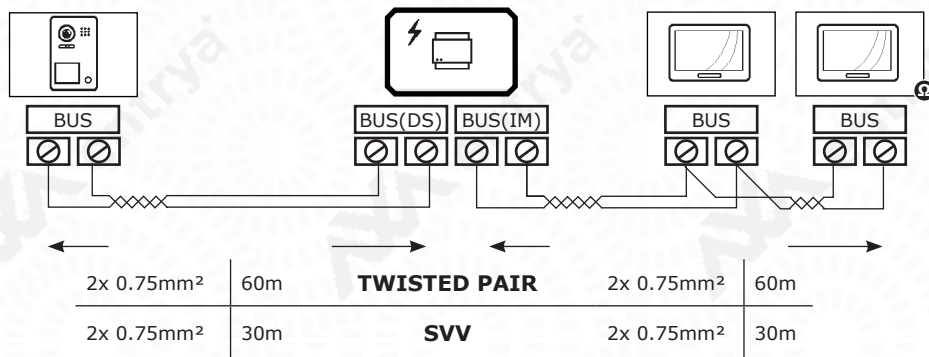 BUS BUS(DS) BUS(IM) BUS BUS
Ω
2x 0.75mm² 60m TWISTED PAIR 2x 0.75mm² 60m
2x 0.75mm² 30m SVV 2x 0.75mm² 30m